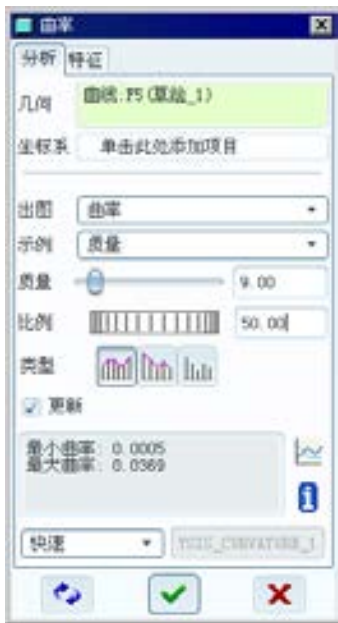 曲率
分析 特征
几何 曲线:F5(草绘_1)
坐标系 单击此处添加项目
出图 曲率
示例 质量
质量 9.00
比例 50.00
类型
更新
最小曲率: 0.0005
最大曲率: 0.0369
快速